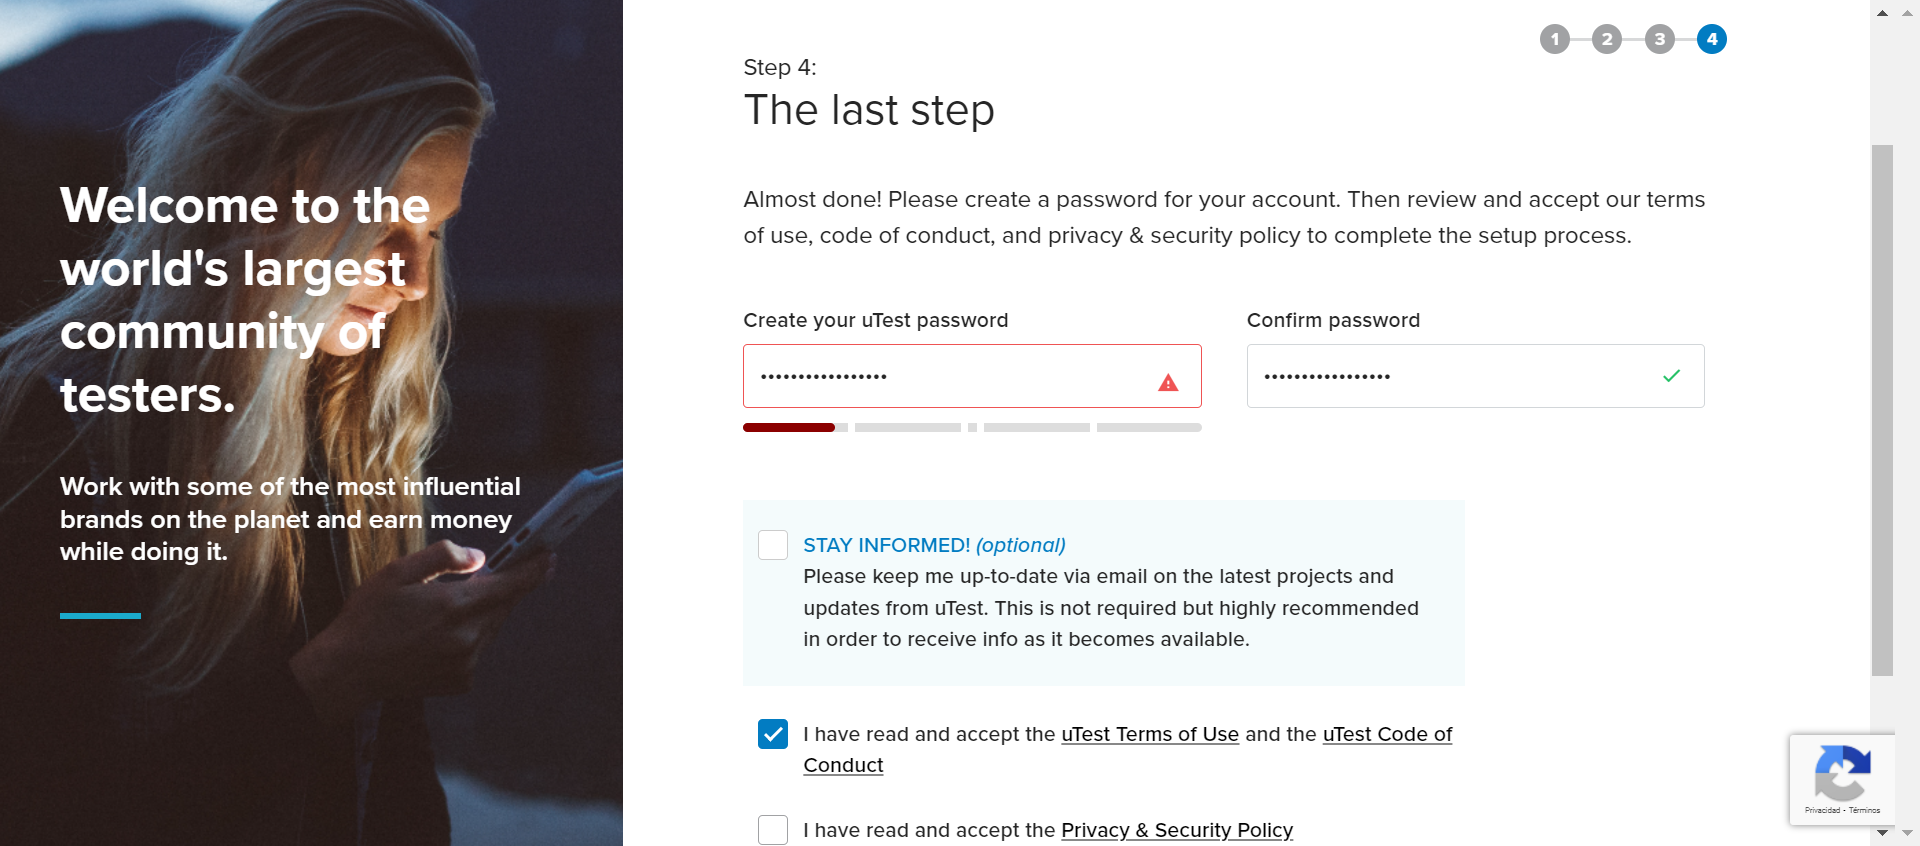 Welcome to the
world's largest
community of
testers.
Work with some of the most influential
brands on the planet and earn money
while doing it.
1 2 3 4
Step 4:
The last step
Almost done! Please create a password for your account. Then review and accept our terms
of use, code of conduct, and privacy & security policy to complete the setup process.
Create your uTest password
Confirm password
STAY INFORMED! (optional)
Please keep me up-to-date via email on the latest projects and
updates from uTest. This is not required but highly recommended
in order to receive info as it becomes available.
I have read and accept the uTest Terms of Use and the uTest Code of
Conduct
I have read and accept the Privacy & Security Policy
Privacidad - Términos